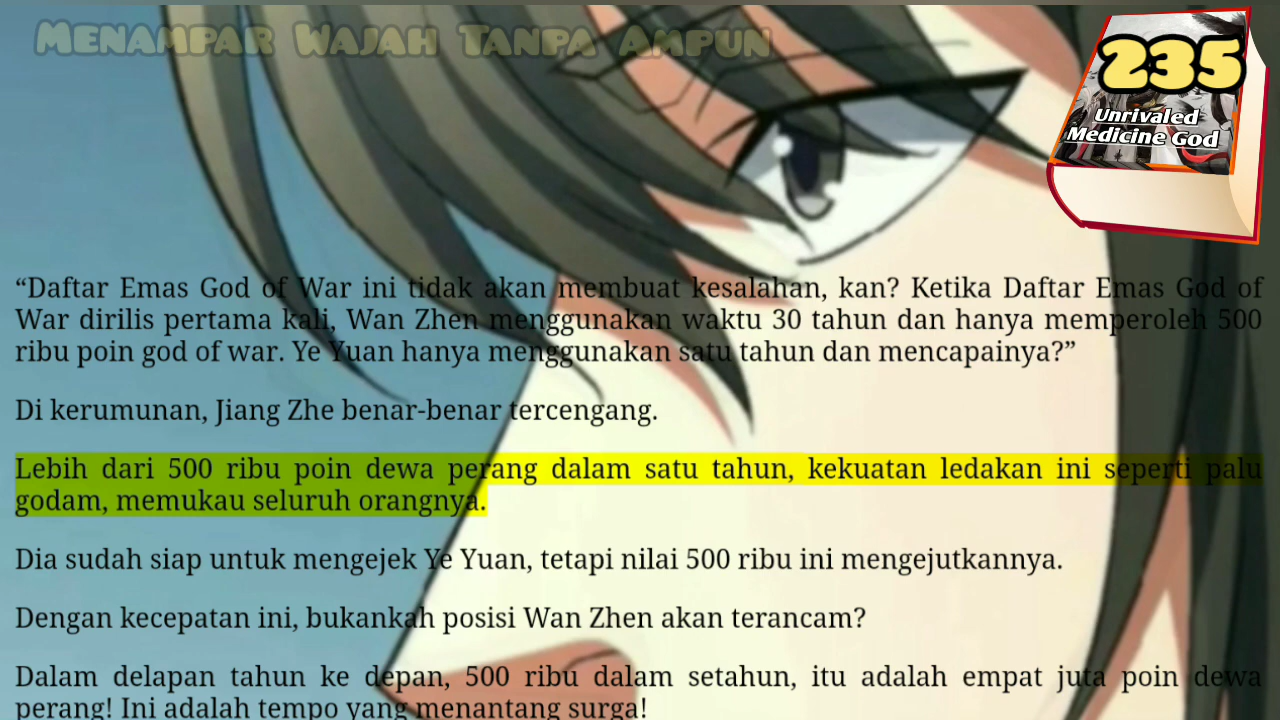 Menampar Wajah Tanpa Ampun
235
Unrivaled
Medicine God
“Daftar Emas God of War ini tidak akan membuat kesalahan, kan? Ketika Daftar Emas God of
War dirilis pertama kali, Wan Zhen menggunakan waktu 30 tahun dan hanya memperoleh 500
ribu poin god of war. Ye Yuan hanya menggunakan satu tahun dan mencapainya?”
Di kerumunan, Jiang Zhe benar-benar tercengang.
Lebih dari 500 ribu poin dewa perang dalam satu tahun, kekuatan ledakan ini seperti palu
godam, memukau seluruh orangnya.
Dia sudah siap untuk mengejek Ye Yuan, tetapi nilai 500 ribu ini mengejutkannya.
Dengan kecepatan ini, bukankah posisi Wan Zhen akan terancam?
Dalam delapan tahun ke depan, 500 ribu dalam setahun, itu adalah empat juta poin dewa
perang! Ini adalah tempo yang menantang surga!